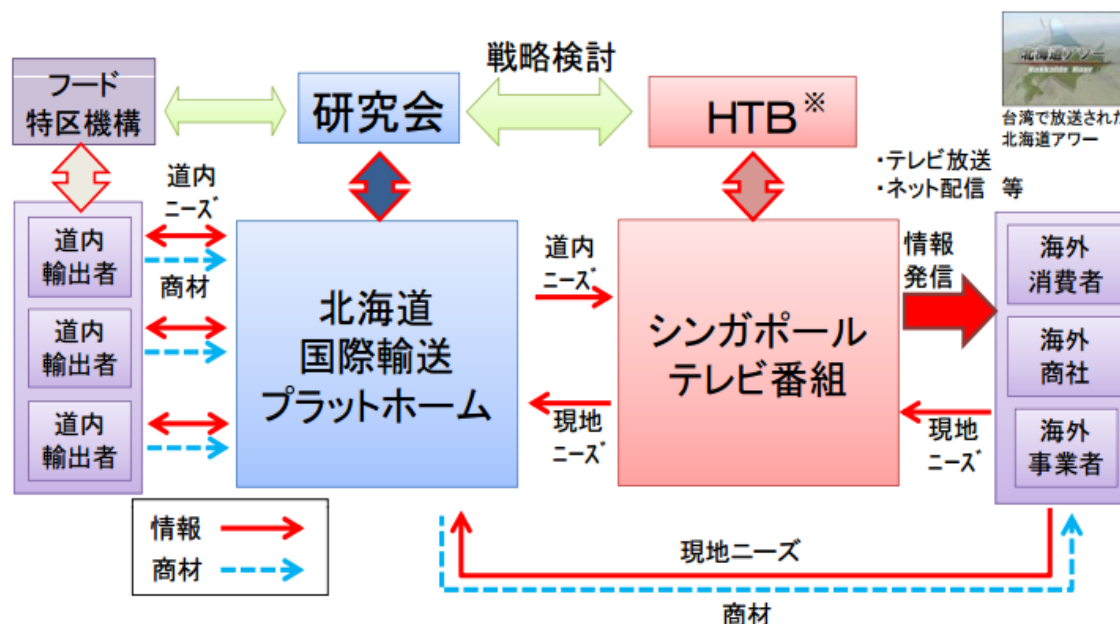 フード
特区機構
研究会
戦略検討
HTB※
北海道アワー
Hokkaido Hour
台湾で放送された
北海道アワー
・テレビ放送
・ネット配信 等
道内
ニーズ
道内
輸出者
商材
道内
輸出者
道内
輸出者
北海道
国際輸送
プラットホーム
道内
ニーズ
現地
ニーズ
シンガポール
テレビ番組
情報
発信
現地
ニーズ
海外
消費者
海外
商社
海外
事業者
情報
商材
現地ニーズ
商材